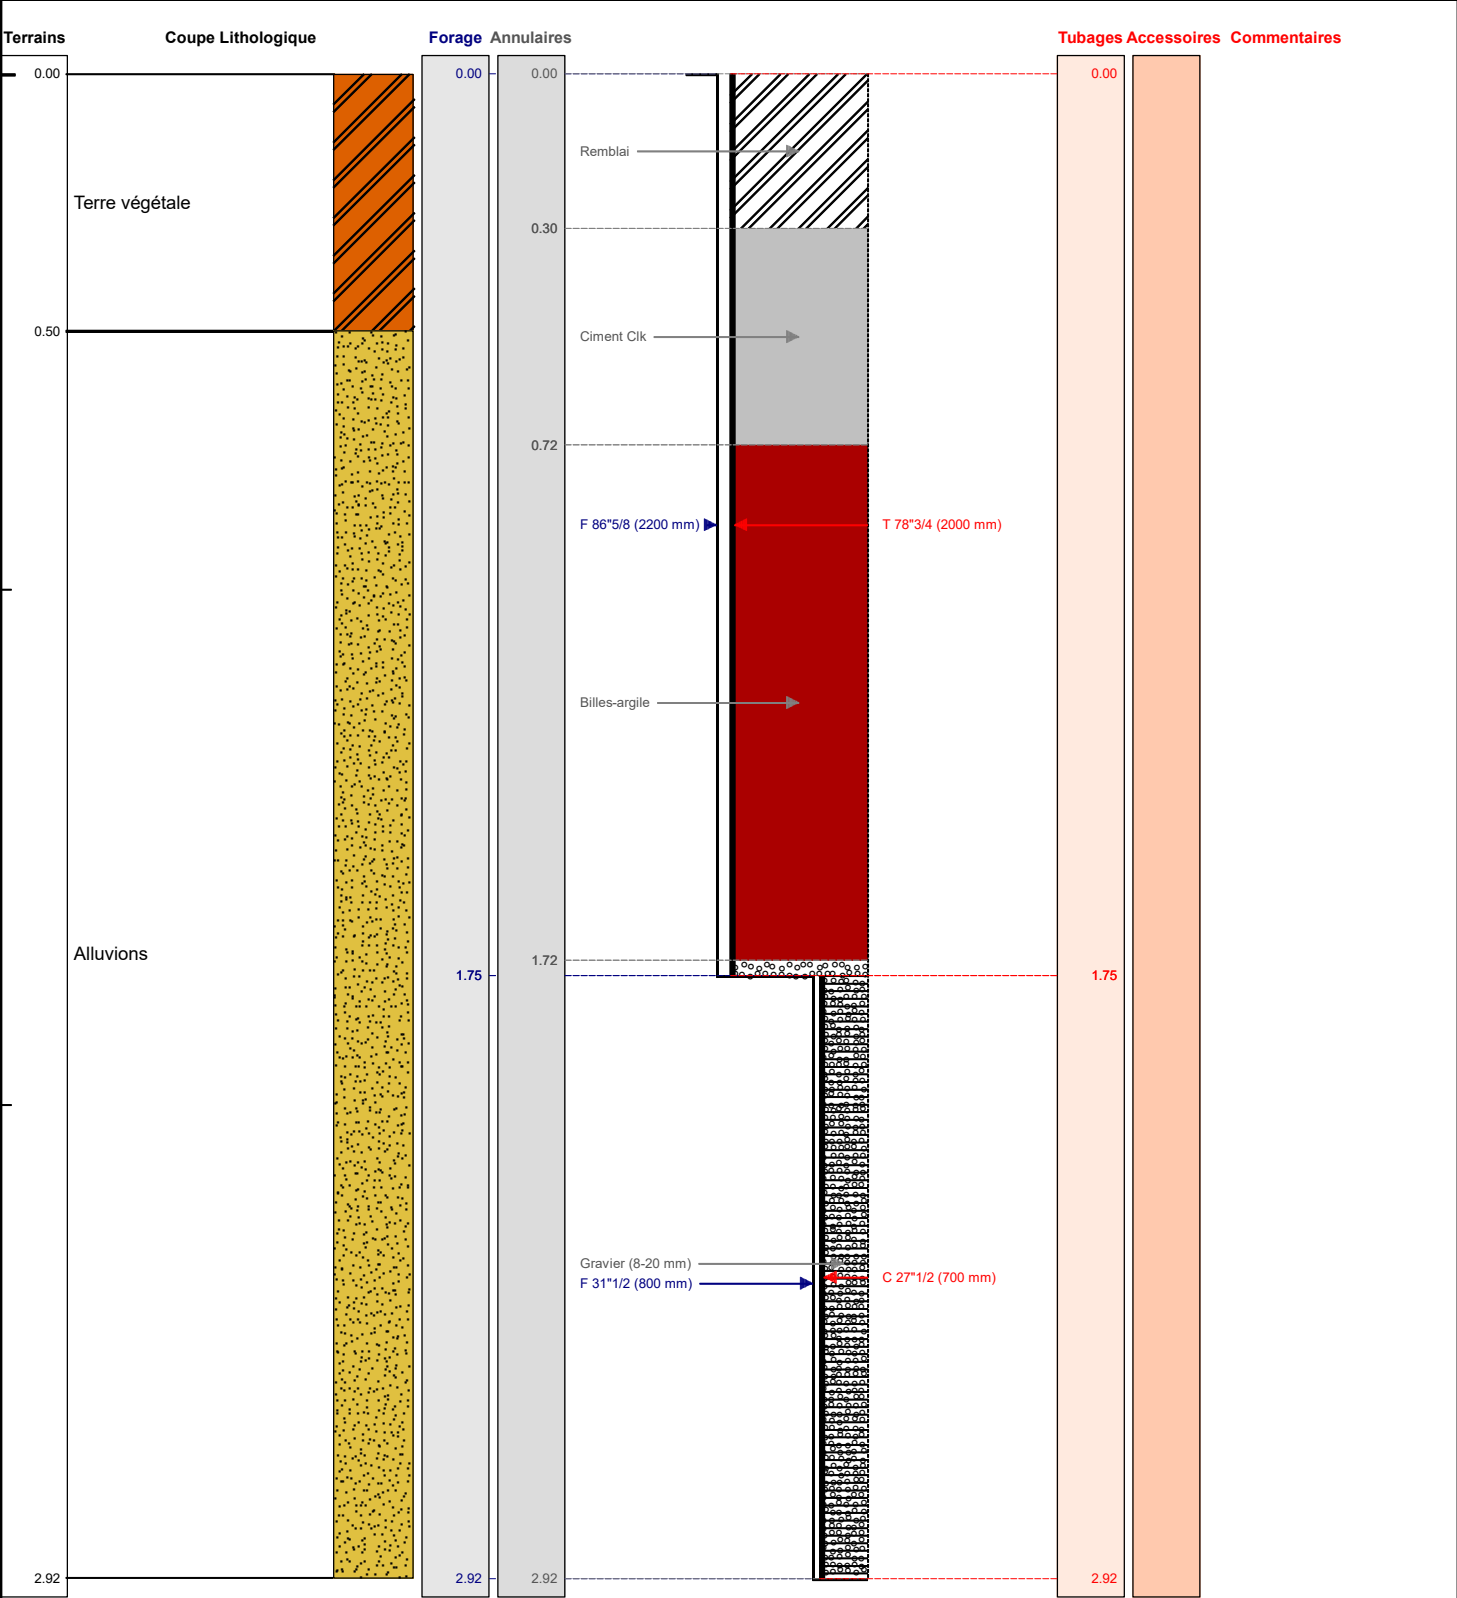 Terrains Coupe Lithologique Forage Annulaires Tubages Accessoires Commentaires
0.00 0.00 0.00 0.00
Remblai
Terre végétale
0.30
0.50
Ciment Clk
0.72
F 86"5/8 (2200 mm) T 78"3/4 (2000 mm)
Billes-argile
Alluvions
1.72
1.75 1.75
Gravier (8-20 mm)
C 27"1/2 (700 mm)
F 31"1/2 (800 mm)
2.92 2.92 2.92 2.92